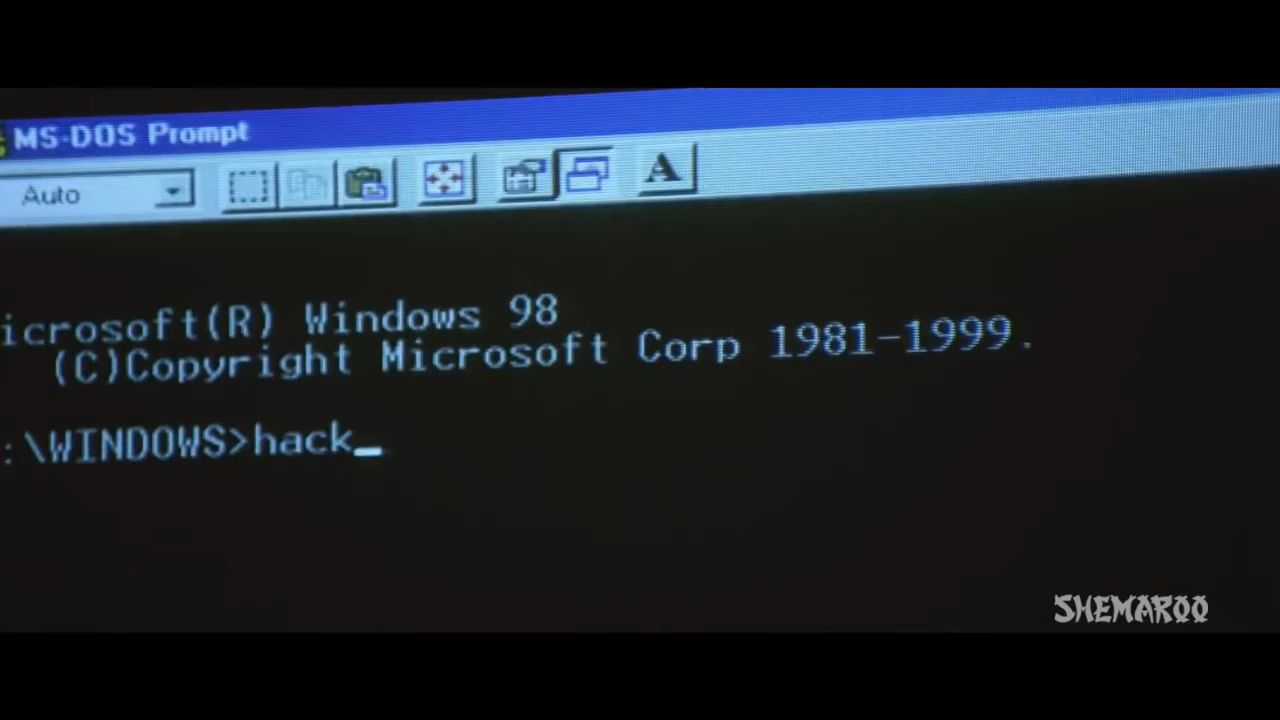 MS-DOS Prompt
Auto
A
icrosoft(R) Windows 98
(C)Copyright Microsoft Corp 1981-1999.
:\WINDOWS>hack_
SHEMAROO